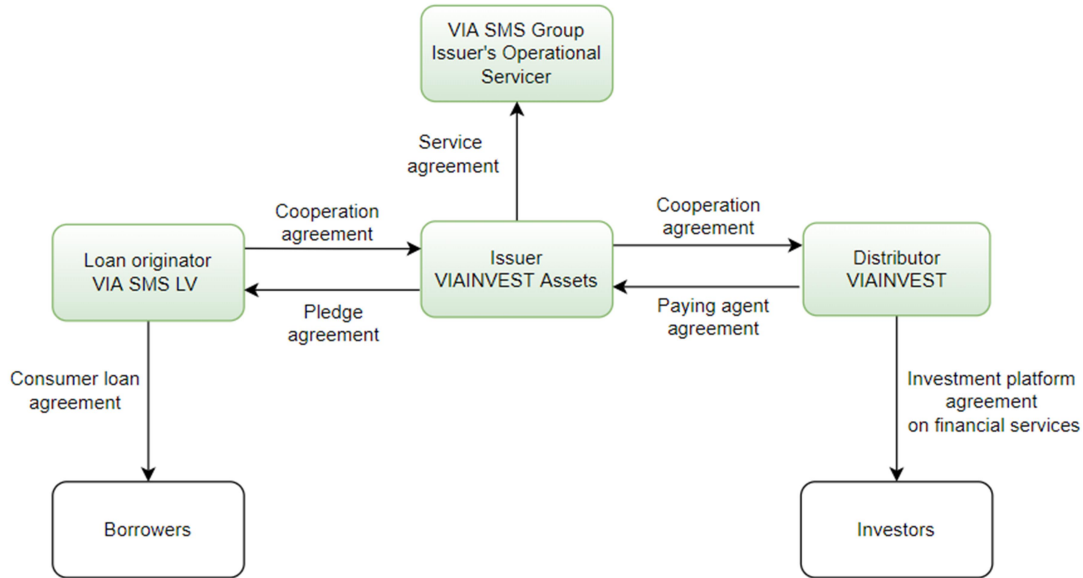 VIA SMS Group
Issuer's Operational
Servicer
Service
agreement
Cooperation
agreement
Cooperation
agreement
Loan originator
VIA SMS LV
Issuer
VIAINVEST Assets
Distributor
VIAINVEST
Pledge
agreement
Paying agent
agreement
Consumer loan
agreement
Investment platform
agreement
on financial services
Borrowers
Investors